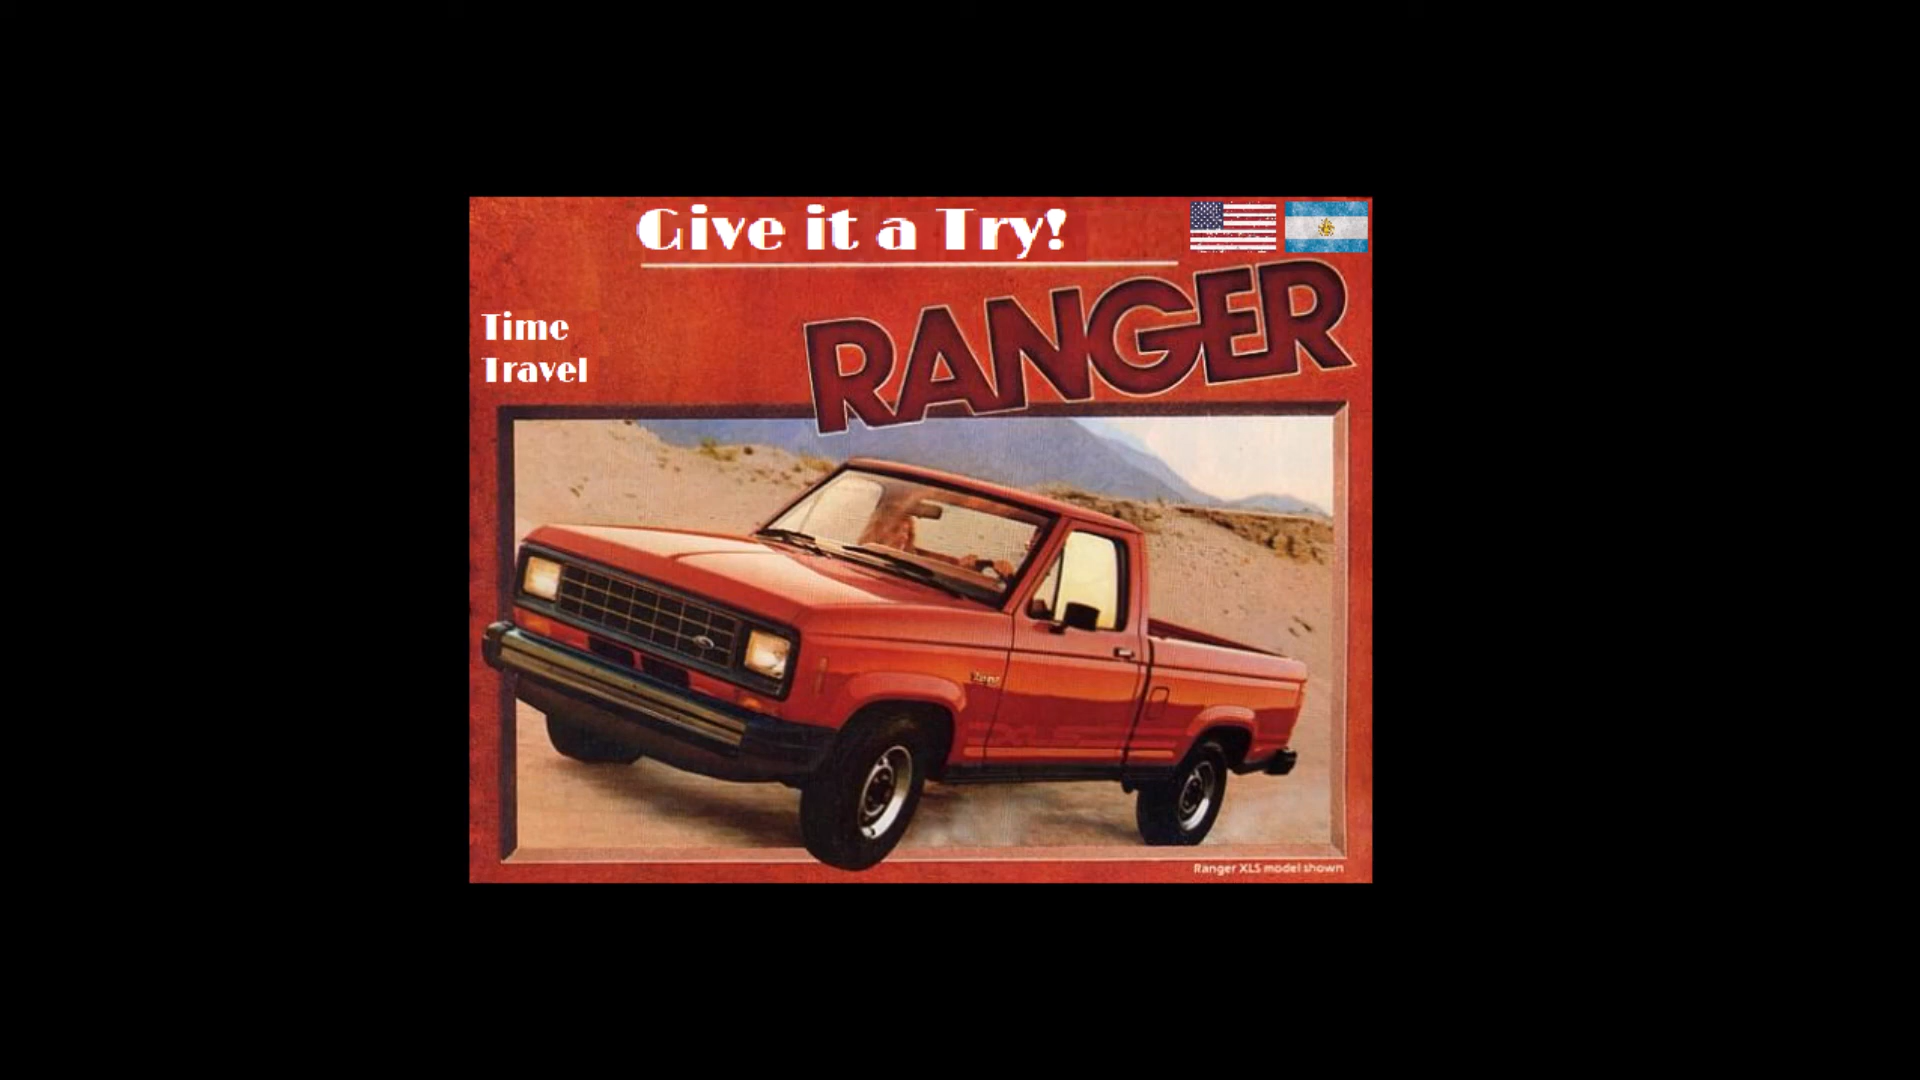 Give it a Try!
RANGER
Time
Travel
Ranger XLS model shown